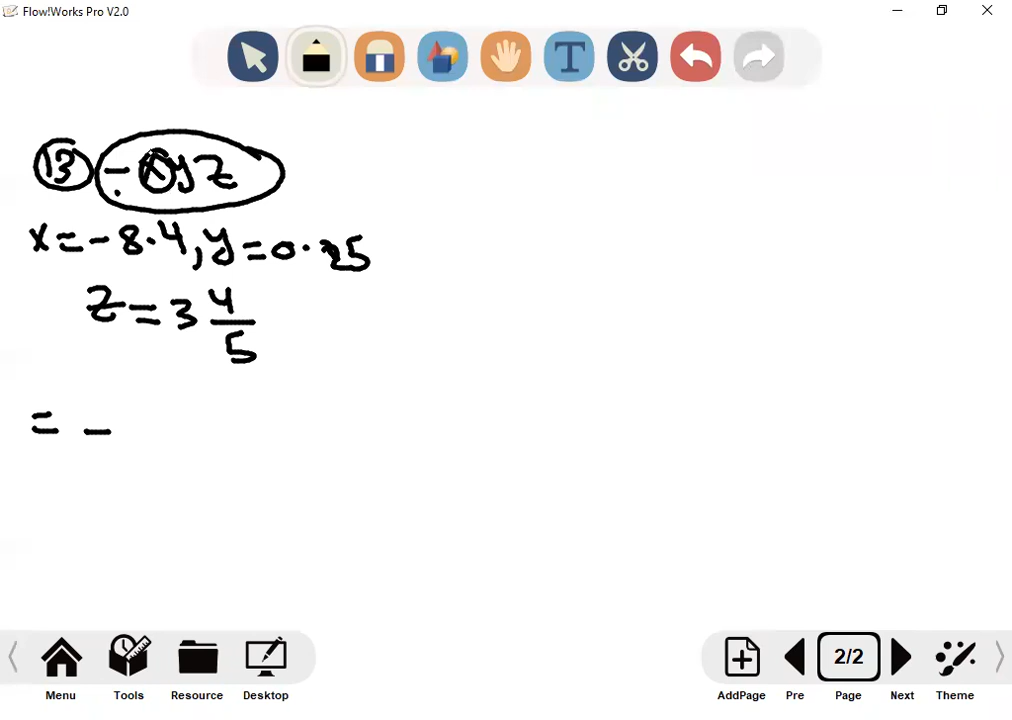 Flow!Works Pro V2.0
T
13 - xyz
x = - 8.4, y = 0.25
z = 3 4/5
= -
Menu Tools Resource Desktop
2/2
AddPage Pre Page Next Theme